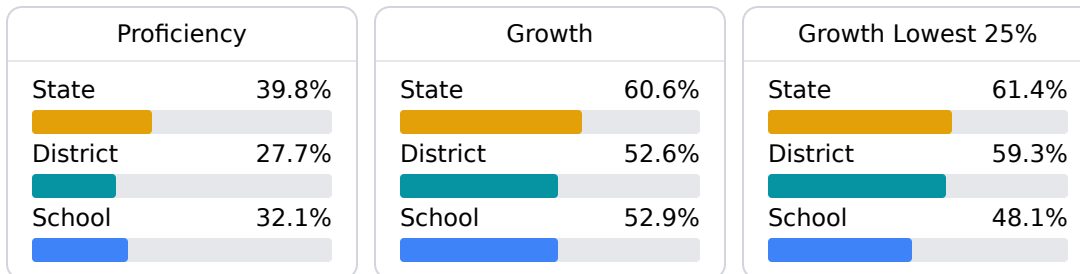 Proficiency
State 39.8%
District 27.7%
School 32.1%
Growth
State 60.6%
District 52.6%
School 52.9%
Growth Lowest 25%
State 61.4%
District 59.3%
School 48.1%